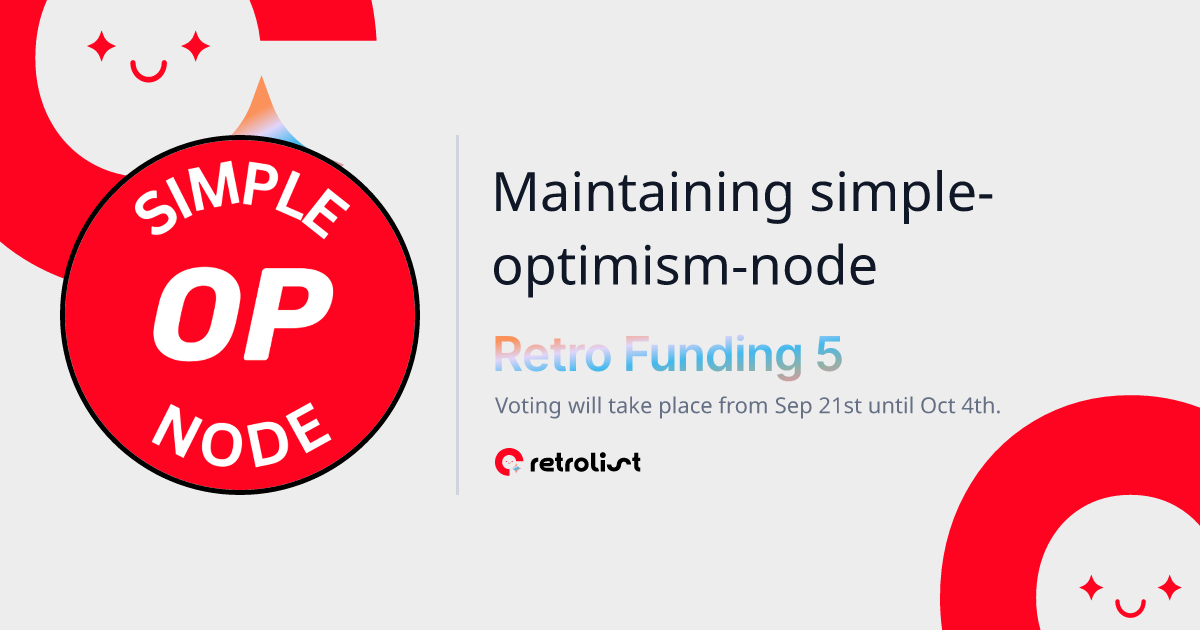 SIMPLE
OP
NODE
Maintaining simple-
optimism-node
Retro Funding 5
Voting will take place from Sep 21st until Oct 4th.
retrolist